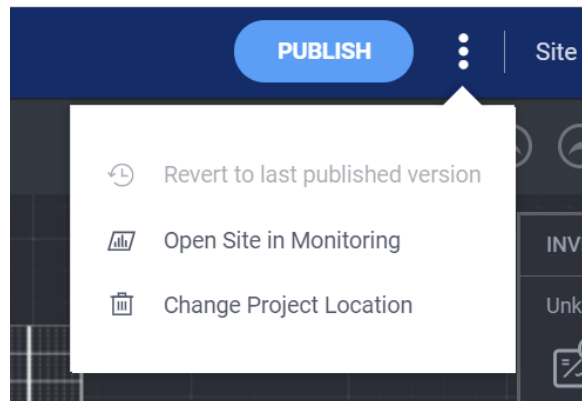 PUBLISH
Site
Revert to last published version
Open Site in Monitoring
Change Project Location
INV
Unk